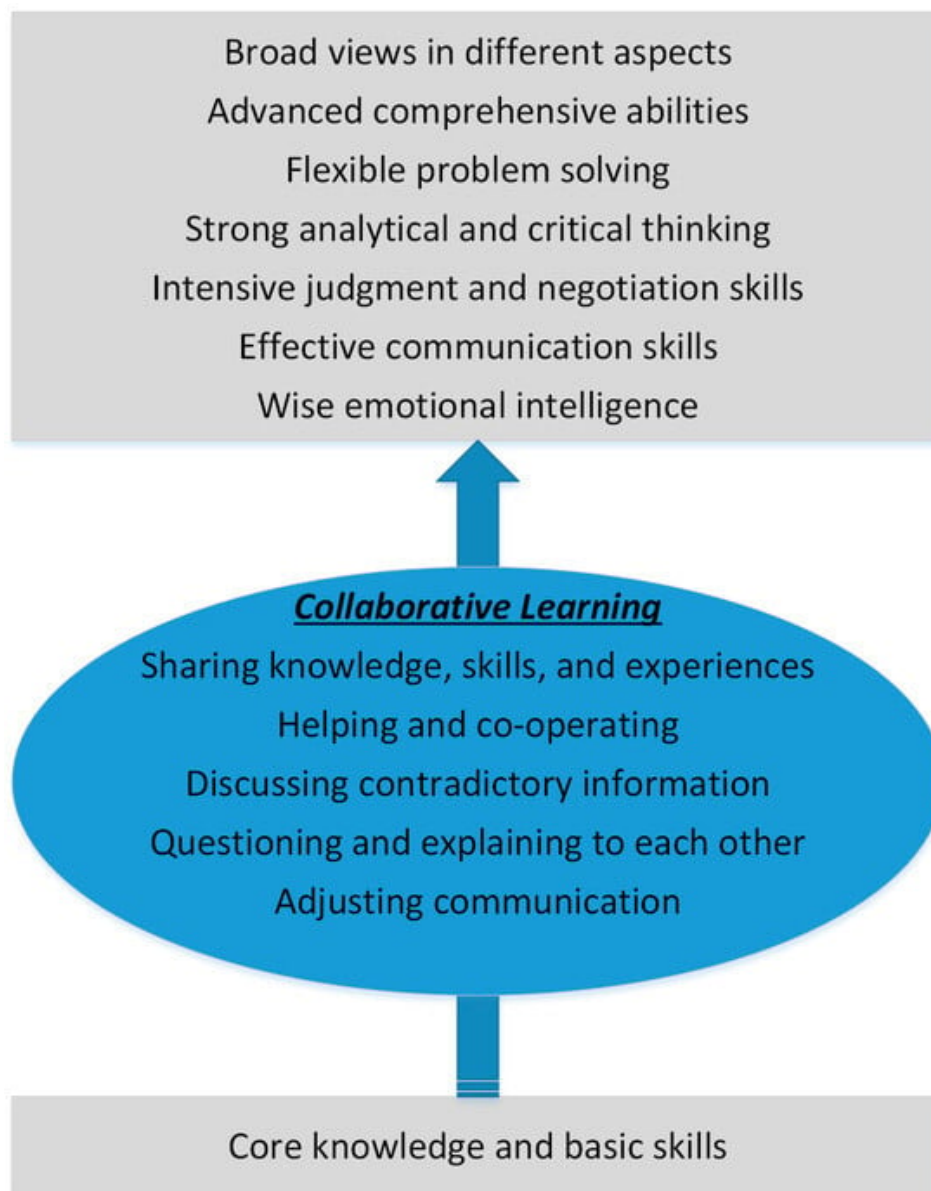 Broad views in different aspects
Advanced comprehensive abilities
Flexible problem solving
Strong analytical and critical thinking
Intensive judgment and negotiation skills
Effective communication skills
Wise emotional intelligence
Collaborative Learning
Sharing knowledge, skills, and experiences
Helping and co-operating
Discussing contradictory information
Questioning and explaining to each other
Adjusting communication
Core knowledge and basic skills